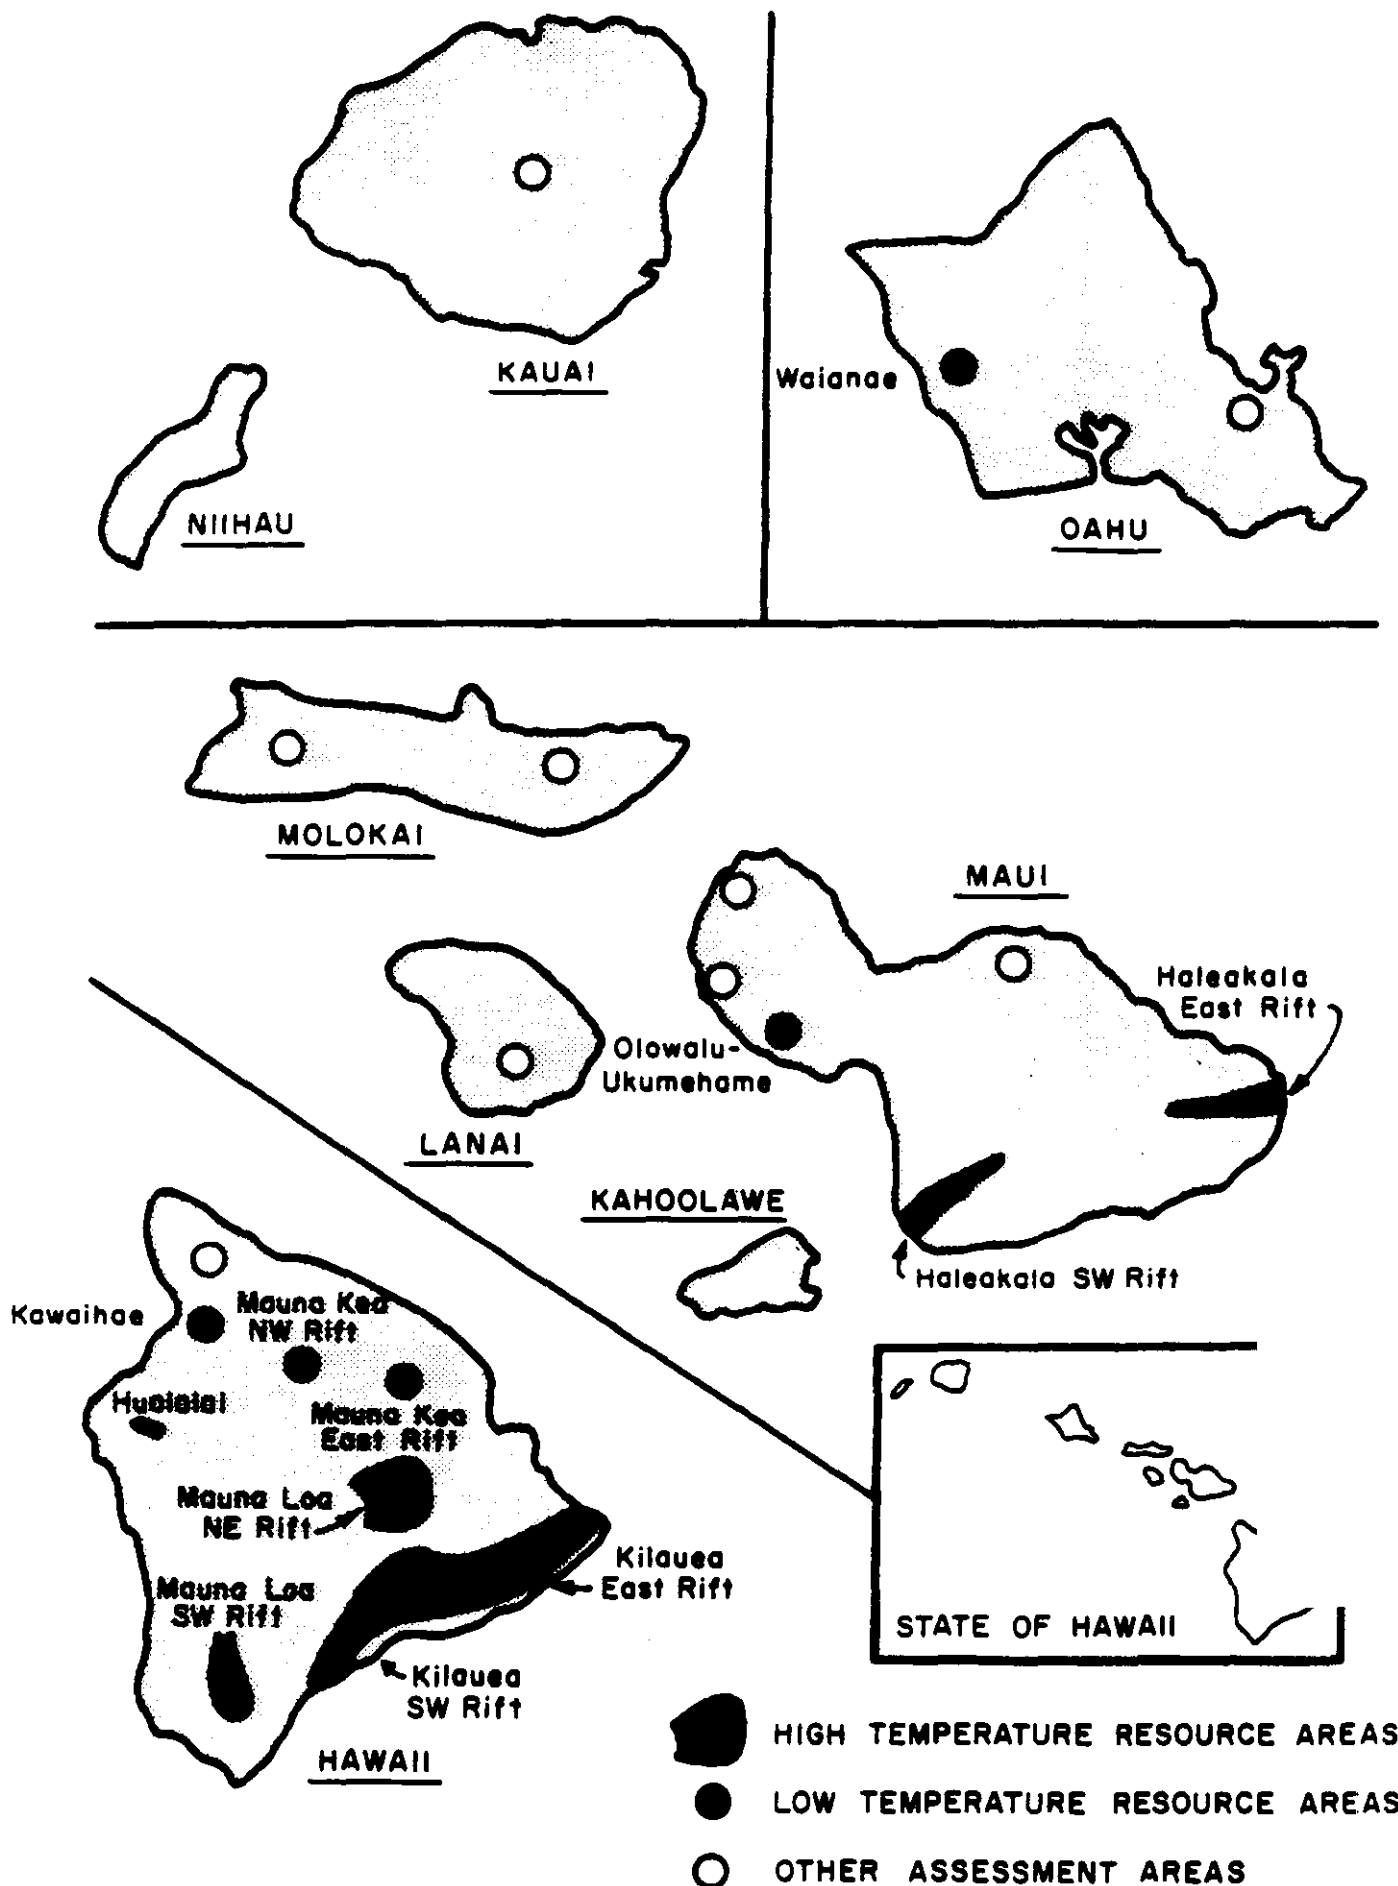 KAUAI
Waianae
NIIHAU
OAHU
MOLOKAI
MAUI
Haleakala
East Rift
Olowalu-
Ukumehame
LANAI
KAHOOLAWE
Haleakala SW Rift
Kawaihae
Mauna Kea
NW Rift
Hualalai
Mauna Kea
East Rift
Mauna Loa
NE Rift
Kilauea
East Rift
Mauna Loa
SW Rift
Kilauea
SW Rift
HAWAII
STATE OF HAWAII
HIGH TEMPERATURE RESOURCE AREAS
LOW TEMPERATURE RESOURCE AREAS
OTHER ASSESSMENT AREAS